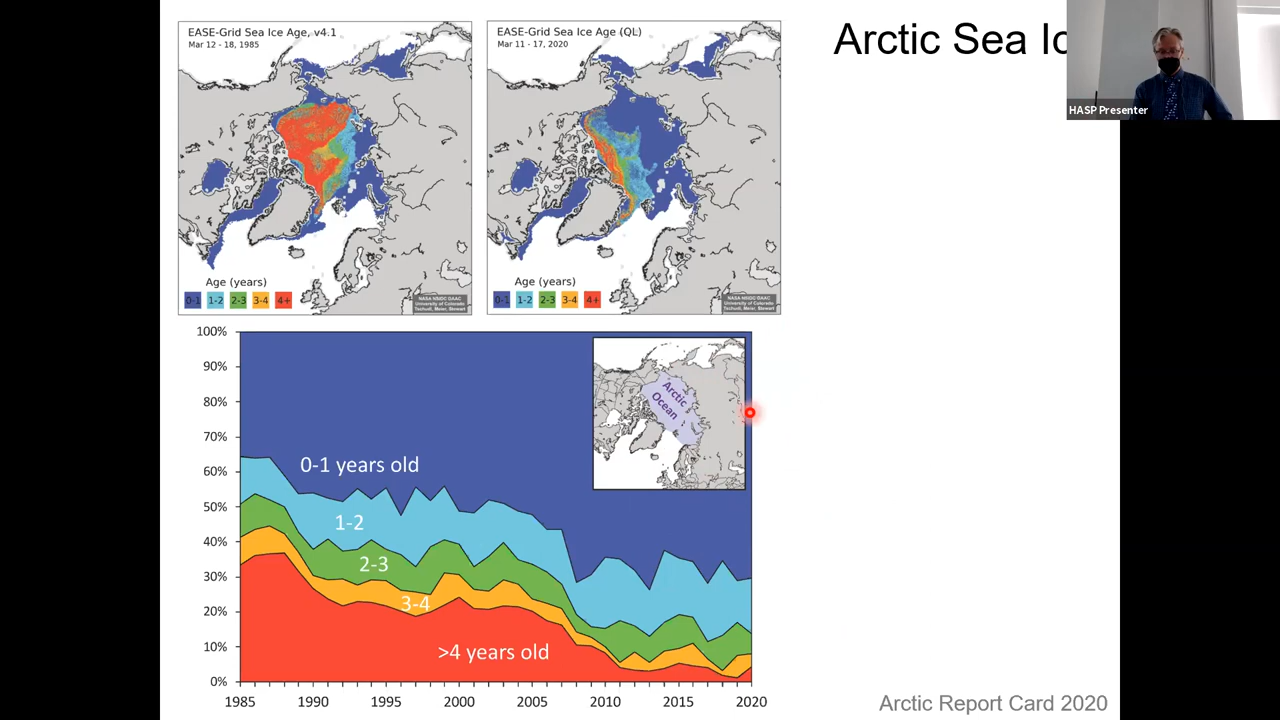 EASE-Grid Sea Ice Age, v4.1
Mar 12 - 18, 1985
Age (years)
0-1 1-2 2-3 3-4 4+
NASA NSIDC DAAC
University of Colorado
Tschudi, Meier, Stewart
EASE-Grid Sea Ice Age (QL)
Mar 11 - 17, 2020
Age (years)
0-1 1-2 2-3 3-4 4+
NASA NSIDC DAAC
University of Colorado
Tschudi, Meier, Stewart
Arctic Sea Ic
HASP Presenter
100%
90%
80%
70%
60%
50%
40%
30%
20%
10%
0%
0-1 years old
1-2
2-3
3-4
>4 years old
Arctic
Ocean
1985 1990 1995 2000 2005 2010 2015 2020
Arctic Report Card 2020